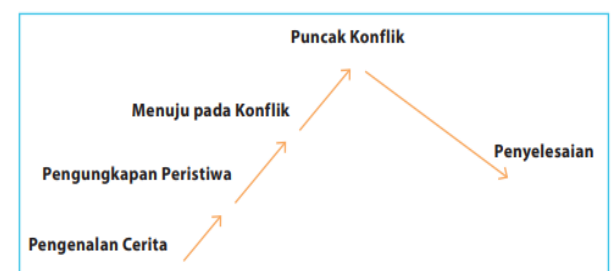 Puncak Konflik
Menuju pada Konflik
Penyelesaian
Pengungkapan Peristiwa
Pengenalan Cerita